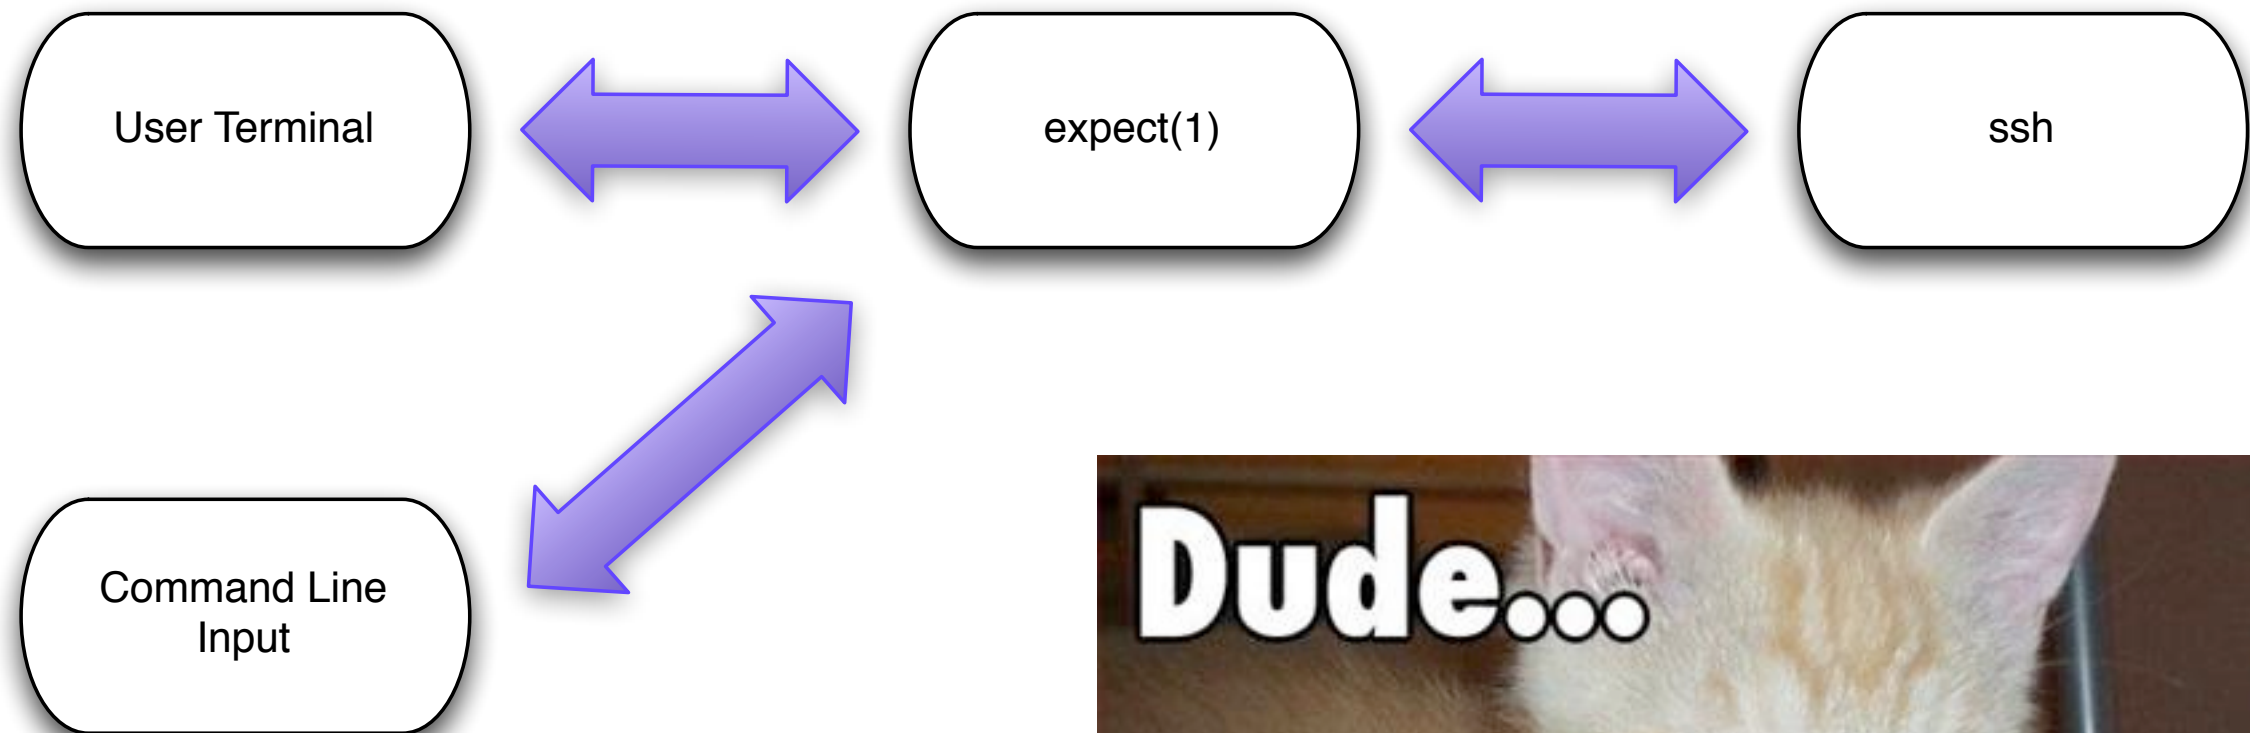 User Terminal
expect(1)
ssh
Command Line
Input
Dude...